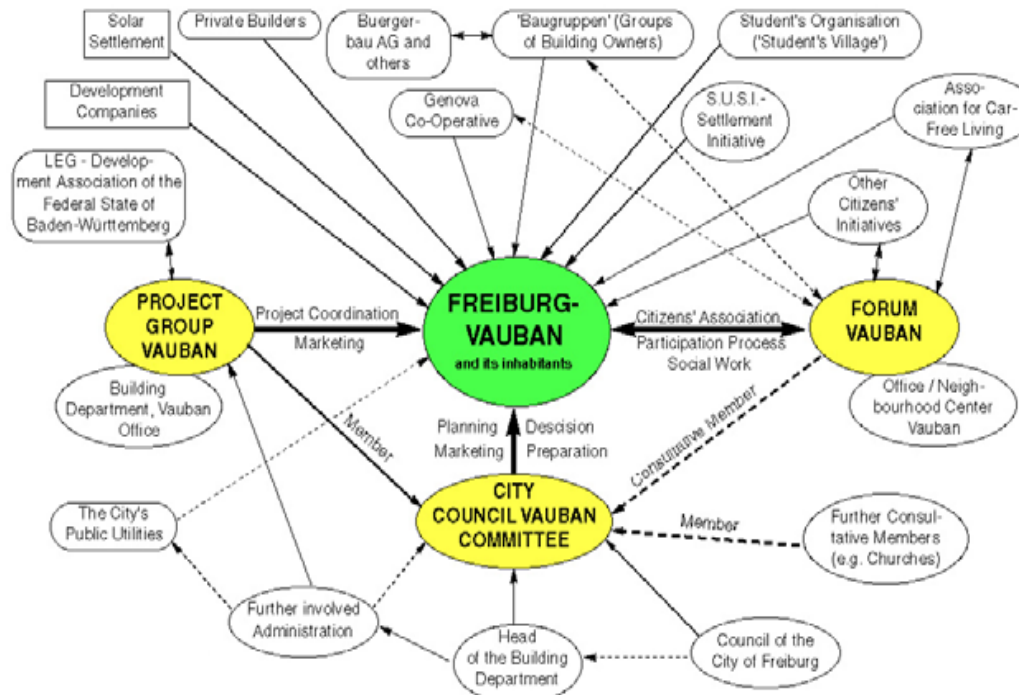 Solar
Settlement
Private Builders
Buerger-
bau AG and
others
'Baugruppen' (Groups
of Building Owners)
Student's Organisation
('Student's Village')
Development
Companies
Genova
Co-Operative
S.U.S.I.-
Settlement
Initiative
Asso-
ciation for Car-
Free Living
LEG - Develop-
ment Association of the
Federal State of
Baden-Württemberg
Other
Citizens'
Initiatives
PROJECT
GROUP
VAUBAN
Project Coordination
Marketing
FREIBURG-
VAUBAN
and its inhabitants
Citizens' Association
Participation Process
Social Work
FORUM
VAUBAN
Building
Department, Vauban
Office
Office / Neigh-
bourhood Center
Vauban
Member
Planning
Marketing
Descision
Preparation
Consultative Member
The City's
Public Utilities
CITY
COUNCIL VAUBAN
COMMITTEE
Member
Further Consul-
tative Members
(e.g. Churches)
Further involved
Administration
Head
of the Building
Department
Council of the
City of Freiburg